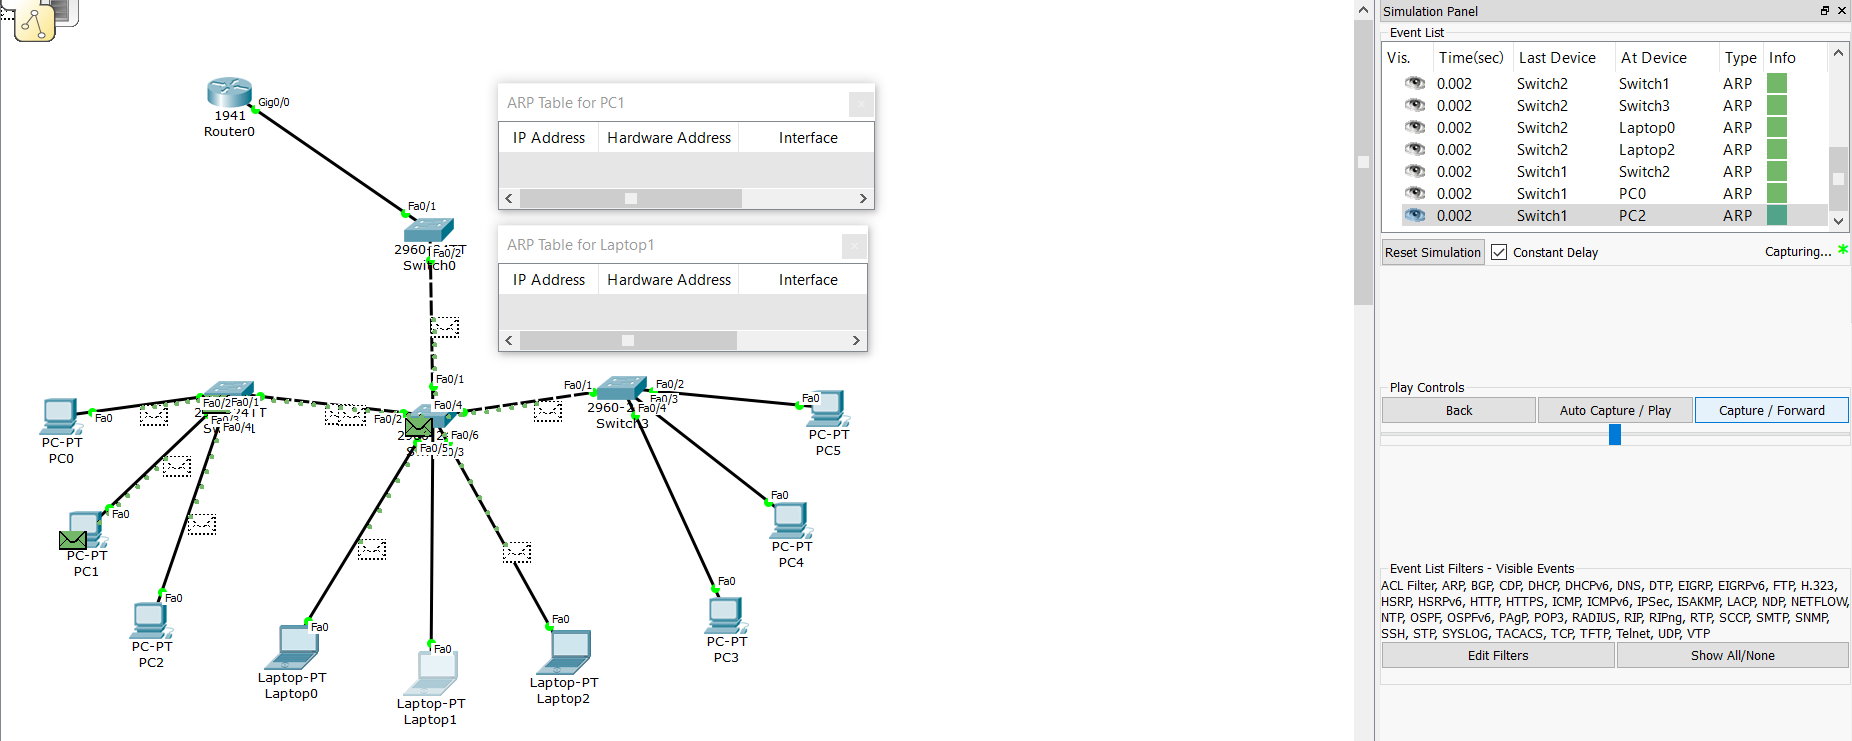 Gig0/0
1941
Router0
Fa0/1
Fa0/2
Switch0
ARP Table for PC1
IP Address Hardware Address Interface
ARP Table for Laptop1
IP Address Hardware Address Interface
Fa0/1
Fa0/4
Fa0/2
Fa0/6
Fa0/5
Fa0/2 Fa0/1
Fa0/4
Fa0
PC-PT
PC0
Fa0
PC-PT
PC1
Fa0
PC-PT
PC2
Fa0
Laptop-PT
Laptop0
Fa0
Laptop-PT
Laptop1
Fa0
Laptop-PT
Laptop2
Fa0/1
Fa0/2
Fa0/3
Fa0/4
Switch3
Fa0
PC-PT
PC5
Fa0
PC-PT
PC4
Fa0
PC-PT
PC3
Simulation Panel
Event List
Vis. Time(sec) Last Device At Device Type Info
0.002 Switch2 Switch1 ARP
0.002 Switch2 Switch3 ARP
0.002 Switch2 Laptop0 ARP
0.002 Switch2 Laptop2 ARP
0.002 Switch1 Switch2 ARP
0.002 Switch1 PC0 ARP
0.002 Switch1 PC2 ARP
Reset Simulation Constant Delay Capturing...
Play Controls
Back Auto Capture / Play Capture / Forward
Event List Filters - Visible Events
ACL Filter, ARP, BGP, CDP, DHCP, DHCPv6, DNS, DTP, EIGRP, EIGRPv6, FTP, H.323,
HSRP, HSRPv6, HTTP, HTTPS, ICMP, ICMPv6, IPSec, ISAKMP, LACP, NDP, NETFLOW,
NTP, OSPF, OSPFv6, PAgP, POP3, RADIUS, RIP, RIPng, RTP, SCCP, SMTP, SNMP,
SSH, STP, SYSLOG, TACACS, TCP, TFTP, Telnet, UDP, VTP
Edit Filters Show All/None